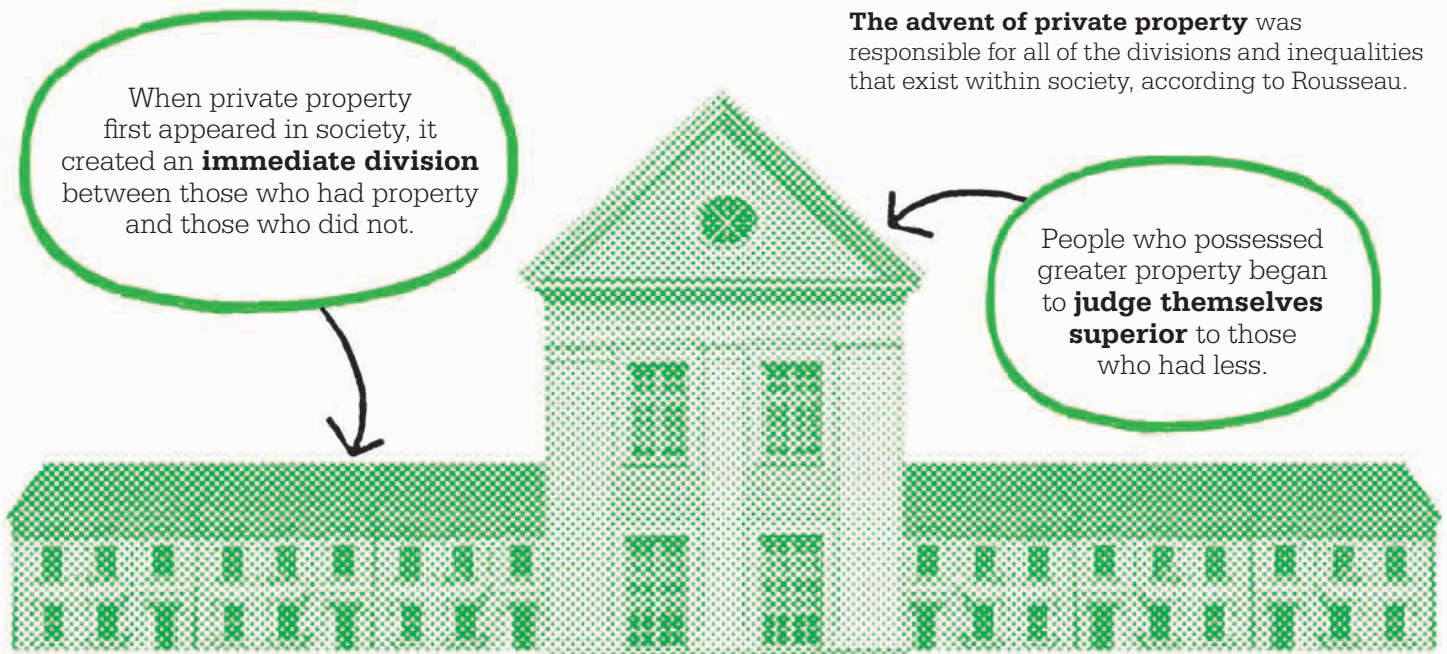 The advent of private property was
responsible for all of the divisions and inequalities
that exist within society, according to Rousseau.
When private property
first appeared in society, it
created an immediate division
between those who had property
and those who did not.
People who possessed
greater property began
to judge themselves
superior to those
who had less.